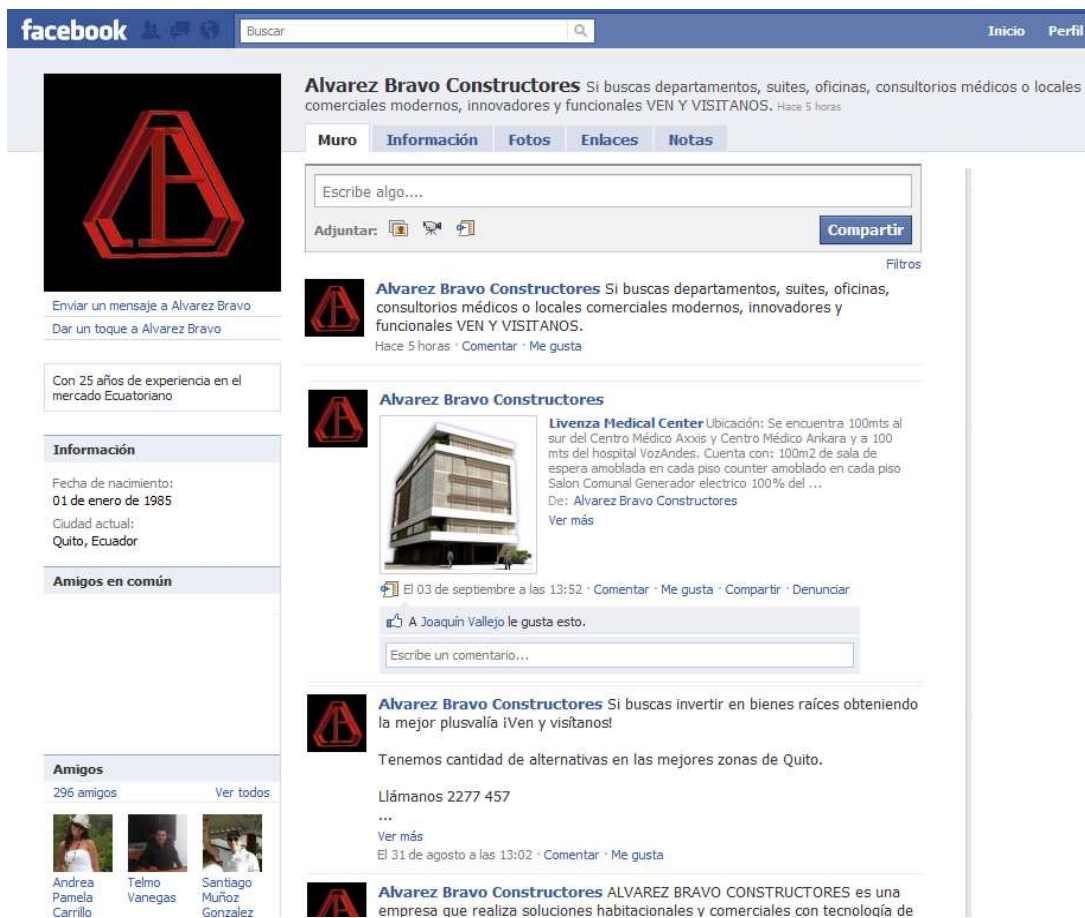 facebook
Buscar
Inicio Perfil
Alvarez Bravo Constructores Si buscas departamentos, suites, oficinas, consultorios médicos o locales
comerciales modernos, innovadores y funcionales VEN Y VISITANOS. Hace 5 horas
Muro Información Fotos Enlaces Notas
Escribe algo....
Adjuntar:
Compartir
Filtros
Enviar un mensaje a Alvarez Bravo
Dar un toque a Alvarez Bravo
Con 25 años de experiencia en el
mercado Ecuatoriano
Información
Fecha de nacimiento:
01 de enero de 1985
Ciudad actual:
Quito, Ecuador
Amigos en común
Amigos
296 amigos Ver todos
Andrea
Pamela
Carrillo
Telmo
Vanegas
Santiago
Muñoz
Gonzalez
Alvarez Bravo Constructores Si buscas departamentos, suites, oficinas,
consultorios médicos o locales comerciales modernos, innovadores y
funcionales VEN Y VISITANOS.
Hace 5 horas · Comentar · Me gusta
Alvarez Bravo Constructores
Livenza Medical Center Ubicación: Se encuentra 100mts al
sur del Centro Médico Axxis y Centro Médico Ankara y a 100
mts del hospital VozAndes. Cuenta con: 100m2 de sala de
espera amoblada en cada piso counter amoblado en cada piso
Salon Comunal Generador electrico 100% del ...
De: Alvarez Bravo Constructores
Ver más
El 03 de septiembre a las 13:52 · Comentar · Me gusta · Compartir · Denunciar
A Joaquín Vallejo le gusta esto.
Escribe un comentario...
Alvarez Bravo Constructores Si buscas invertir en bienes raíces obteniendo
la mejor plusvalía ¡Ven y visítanos!
Tenemos cantidad de alternativas en las mejores zonas de Quito.
Llámanos 2277 457
...
Ver más
El 31 de agosto a las 13:02 · Comentar · Me gusta
Alvarez Bravo Constructores ALVAREZ BRAVO CONSTRUCTORES es una
empresa que realiza soluciones habitacionales y comerciales con tecnología de